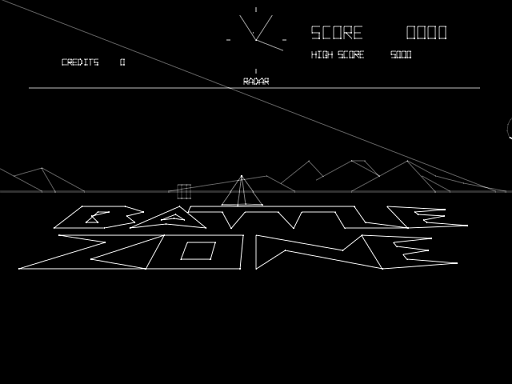 SCORE 0000
HIGH SCORE 5000
CREDITS 0
RADAR
BATTLE
ZONE